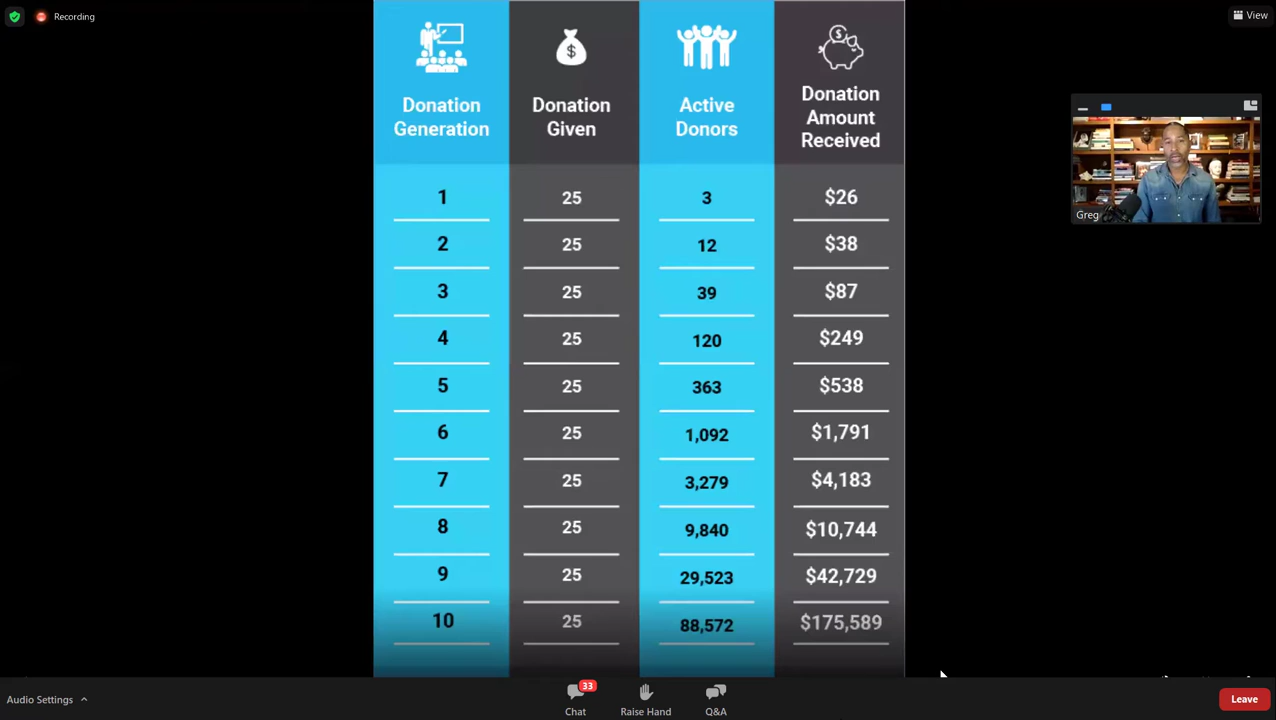 Recording
View
Donation
Generation
Donation
Given
Active
Donors
Donation
Amount
Received
1 25 3 $26
2 25 12 $38
3 25 39 $87
4 25 120 $249
5 25 363 $538
6 25 1,092 $1,791
7 25 3,279 $4,183
8 25 9,840 $10,744
9 25 29,523 $42,729
10 25 88,572 $175,589
Greg
Audio Settings
33
Chat
Raise Hand
Q&A
Leave